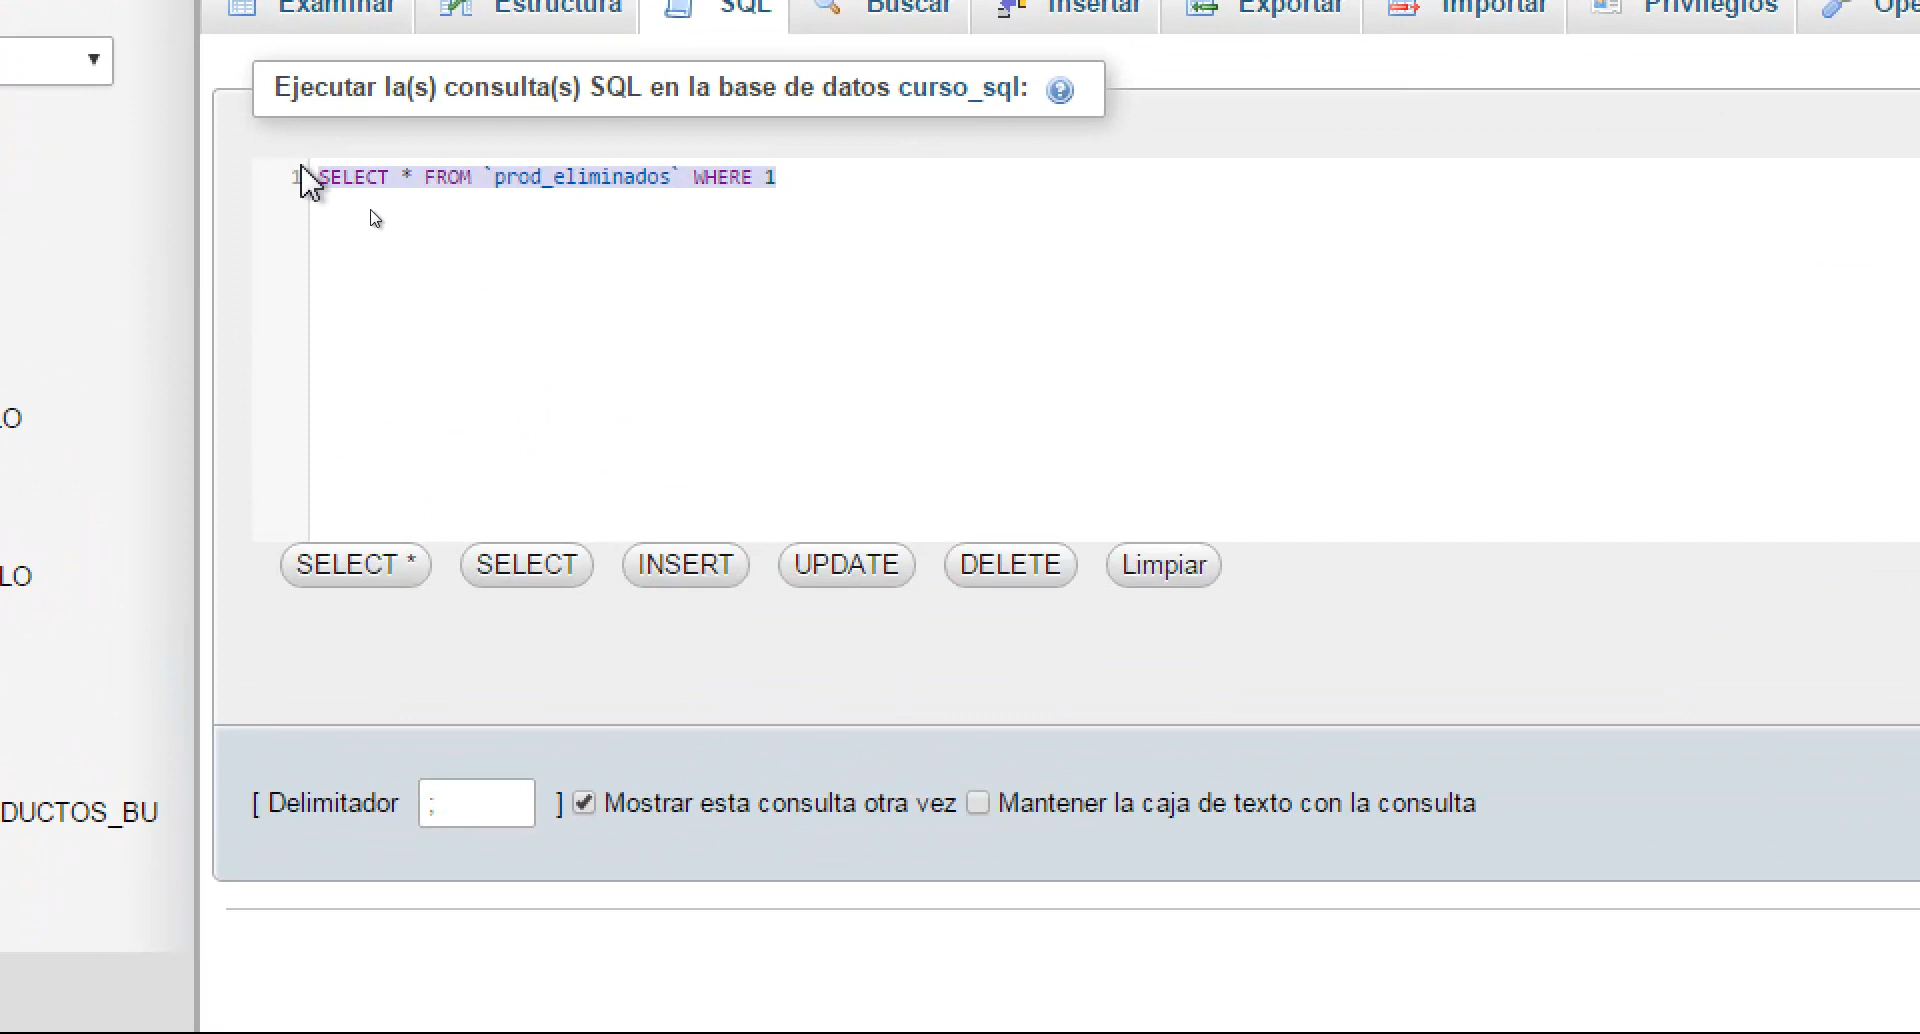 Examinar Estructura SQL Buscar Insertar Exportar Importar Privilegios Ope
Ejecutar la(s) consulta(s) SQL en la base de datos curso_sql:
1 SELECT * FROM `prod_eliminados` WHERE 1
LO
LO
DUCTOS_BU
SELECT * SELECT INSERT UPDATE DELETE Limpiar
[ Delimitador ; ] Mostrar esta consulta otra vez Mantener la caja de texto con la consulta